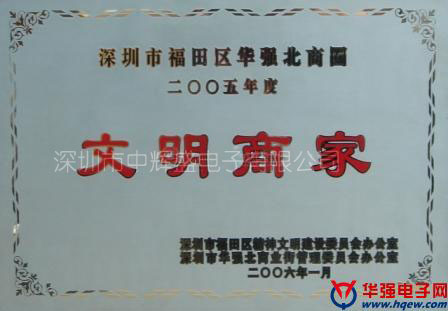 深圳市福田区华强北商圈
二〇〇五年度
文明商家
深圳市中辉盛电子有限公司
深圳市福田区精神文明建设委员会办公室
深圳市华强北商业街管理委员会办公室
二〇〇六年一月
华强电子网
www.hqew.com